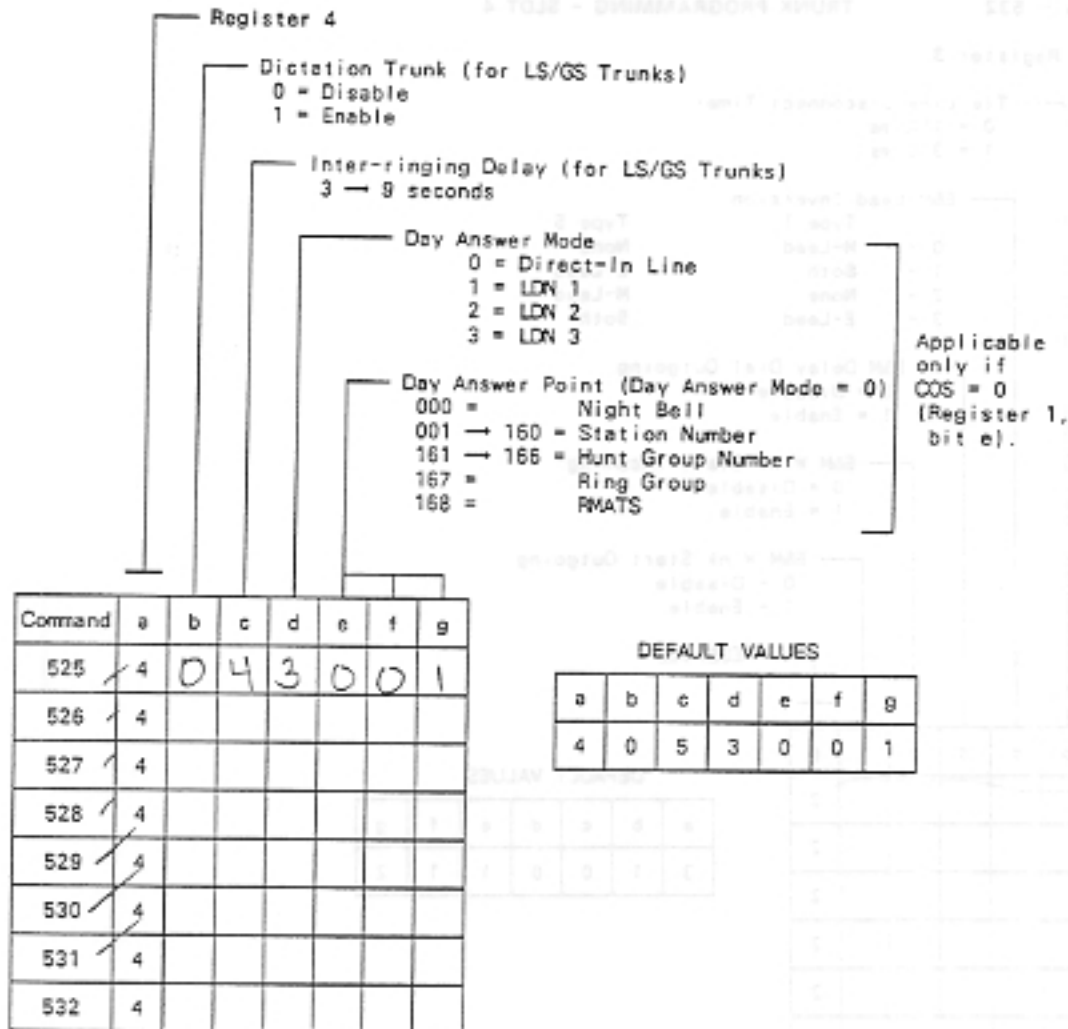 Register 4
Dictation Trunk (for LS/GS Trunks)
0 = Disable
1 = Enable
Inter-ringing Delay (for LS/GS Trunks)
3 → 9 seconds
Day Answer Mode
0 = Direct-In Line
1 = LDN 1
2 = LDN 2
3 = LDN 3
Applicable
only if
COS = 0
(Register 1,
bit e).
Day Answer Point (Day Answer Mode = 0)
000 = Night Bell
001 → 160 = Station Number
161 → 166 = Hunt Group Number
167 = Ring Group
168 = RMATS
Command a b c d e f g
525 4 0 4 3 0 0 1
526 4
527 4
528 4
529 4
530 4
531 4
532 4
DEFAULT VALUES
a b c d e f g
4 0 5 3 0 0 1